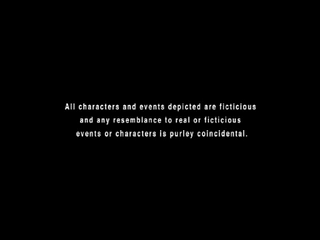 All characters and events depicted are ficticious
and any resemblance to real or ficticious
events or characters is purley coincidental.